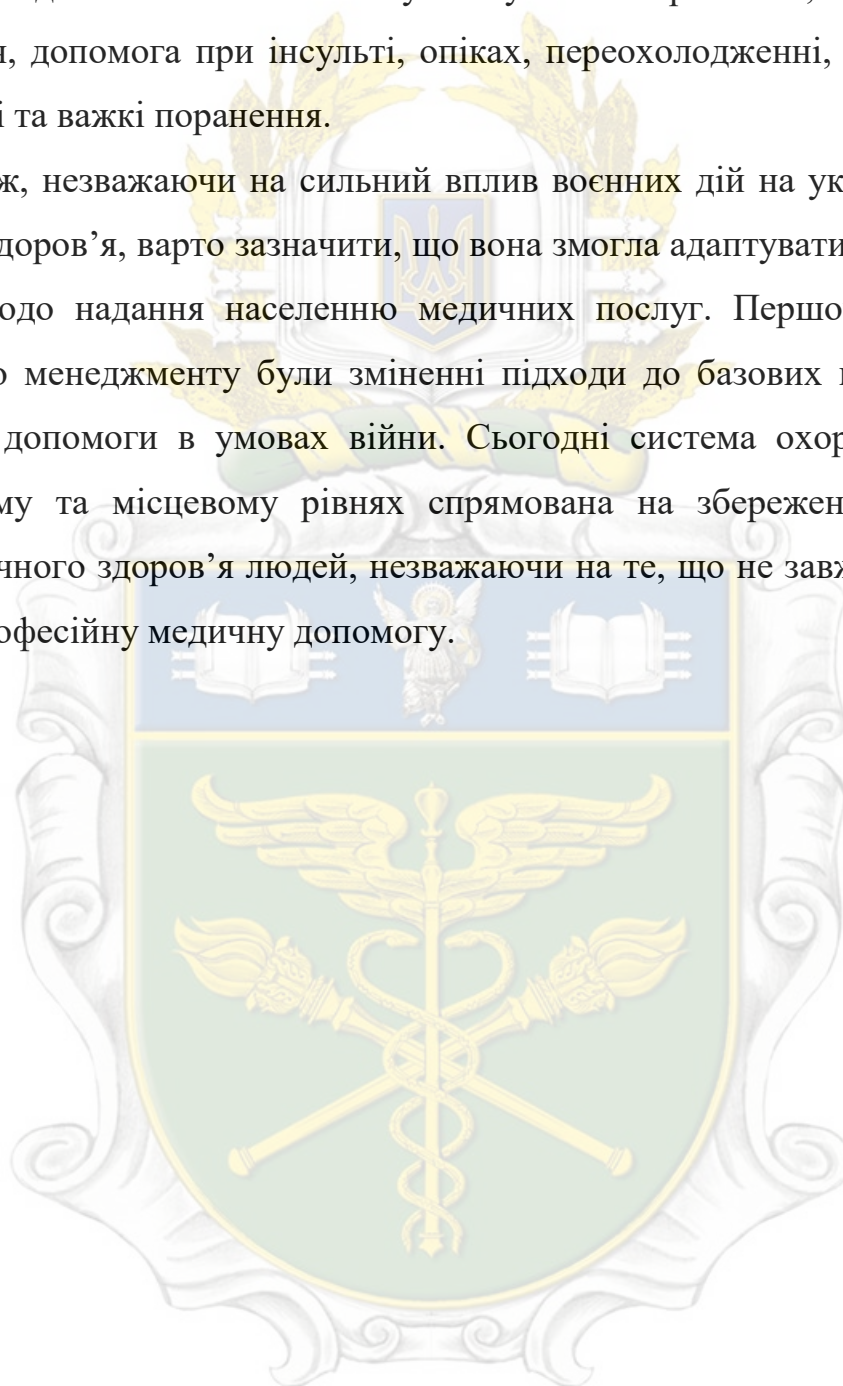 допомога при інсульті, опіках, переохолодженні,
і та важкі поранення.
ж, незважаючи на сильний вплив воєнних дій на ук
доров’я, варто зазначити, що вона змогла адаптувати
одо надання населенню медичних послуг. Першо
о менеджменту були зміненні підходи до базових
допомоги в умовах війни. Сьогодні система охор
му та місцевому рівнях спрямована на збережен
чного здоров’я людей, незважаючи на те, що не завж
офесійну медичну допомогу.